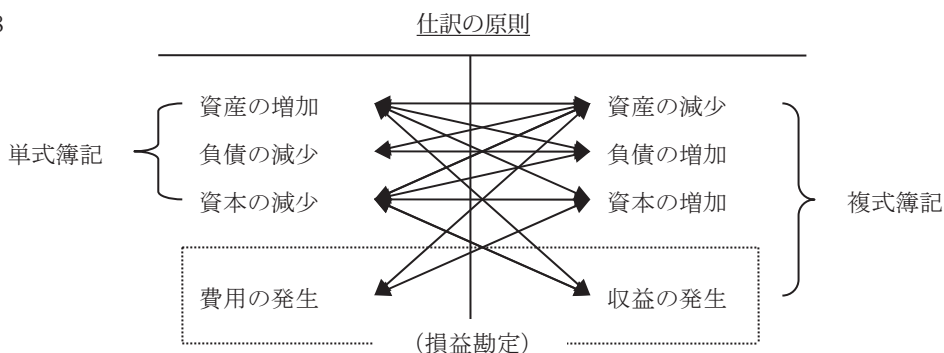 3
仕訳の原則
資産の増加 資産の減少
単式簿記 負債の減少 負債の増加
資本の減少 資本の増加 複式簿記
費用の発生 収益の発生
（損益勘定）